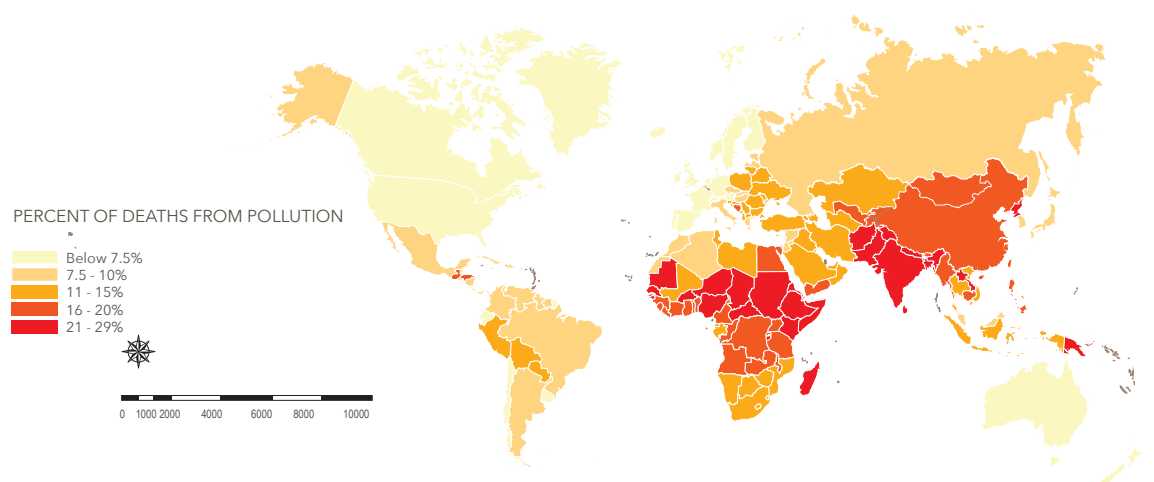 PERCENT OF DEATHS FROM POLLUTION
Below 7.5%
7.5 - 10%
11 - 15%
16 - 20%
21 - 29%
0 1000 2000 4000 6000 8000 10000